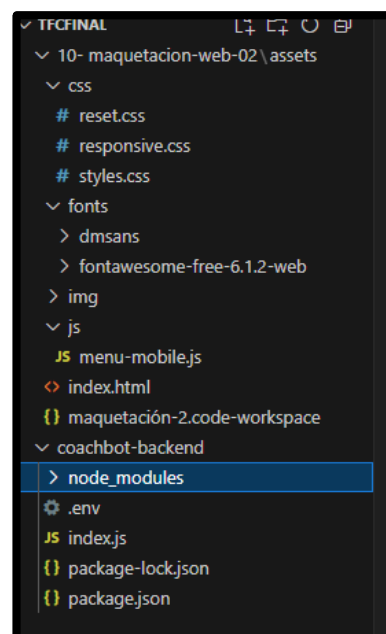 TFCFINAL
10- maquetacion-web-02\assets
css
# reset.css
# responsive.css
# styles.css
fonts
dmsans
fontawesome-free-6.1.2-web
img
js
JS menu-mobile.js
<> index.html
{} maquetación-2.code-workspace
coachbot-backend
node_modules
.env
JS index.js
{} package-lock.json
{} package.json